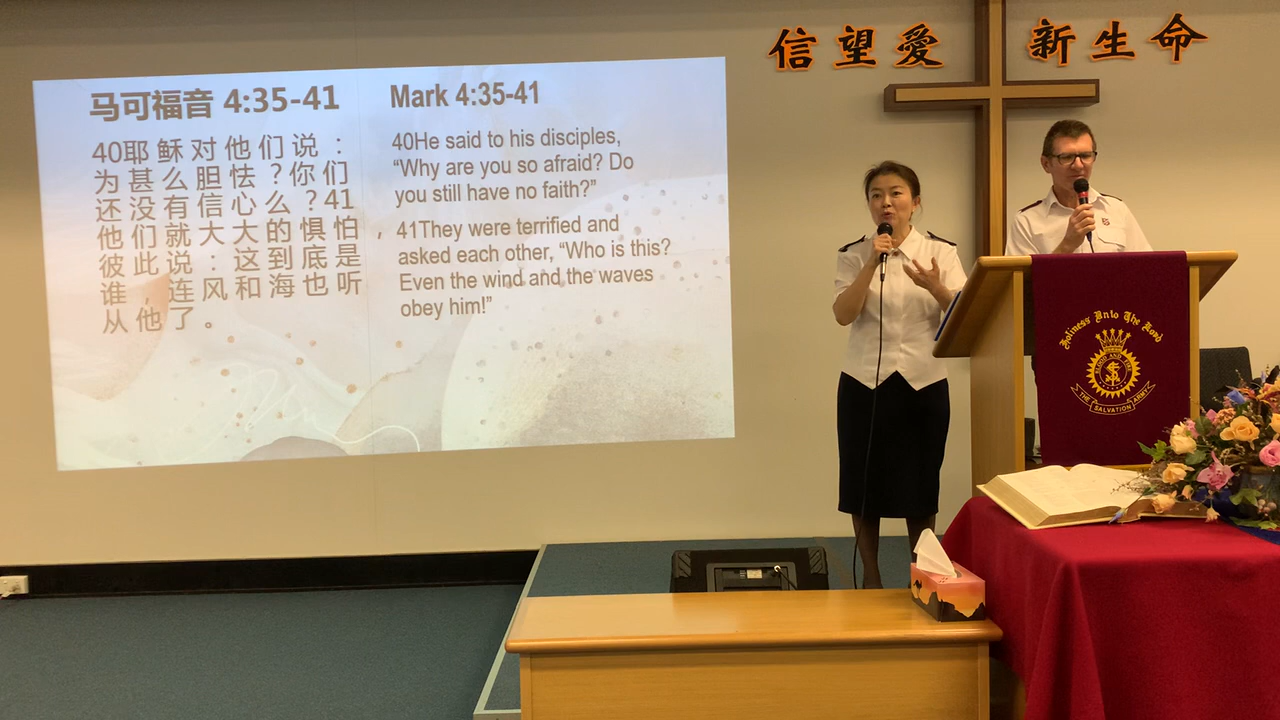 信望愛 新生命
马可福音 4:35-41
40耶稣对他们说：
为甚么胆怯？你们
还没有信心么？41
他们就大大的惧怕，
彼此说：这到底是
谁，连风和海也听
从他了。
Mark 4:35-41
40He said to his disciples,
“Why are you so afraid? Do
you still have no faith?”
41They were terrified and
asked each other, “Who is this?
Even the wind and the waves
obey him!”
Holiness Unto The Lord
BLOOD AND FIRE
THE SALVATION ARMY